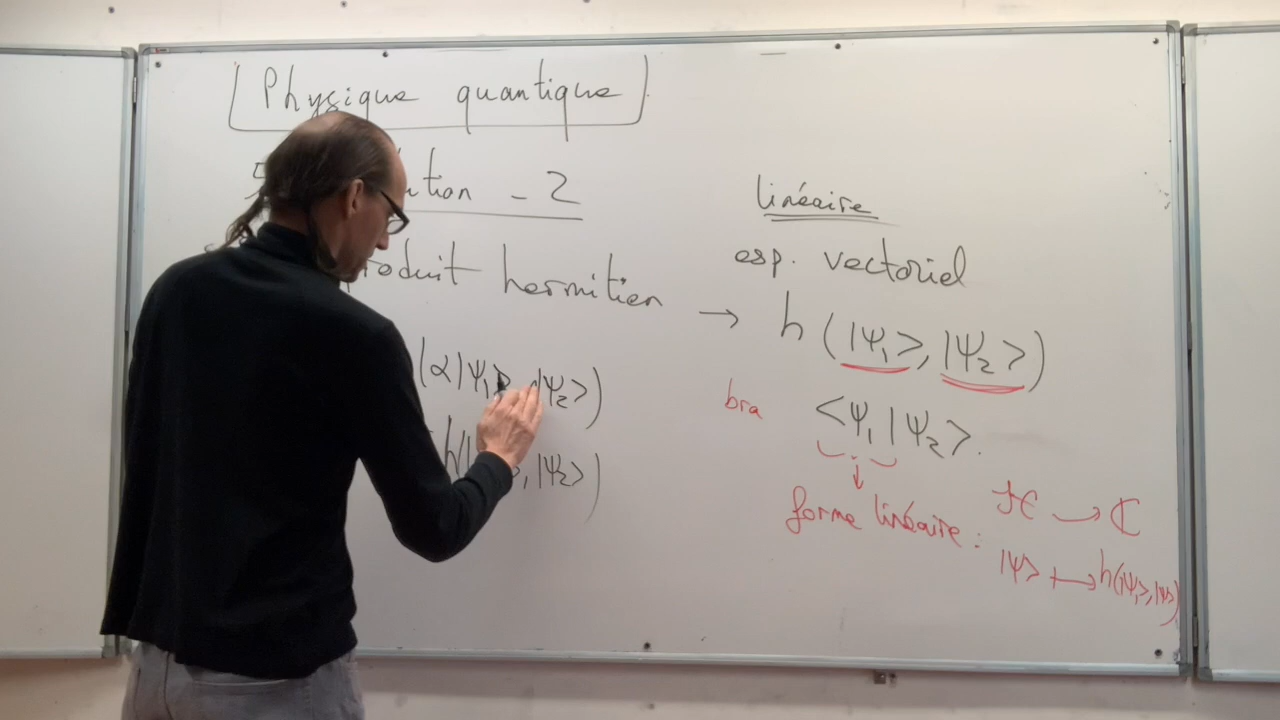 Physique quantique
tion - 2
roduit hermitien →
(α|Ψ₁>, |Ψ₂>)
h(| >, |Ψ₂>)
linéaire
esp. vectoriel
h (|Ψ₁>, |Ψ₂>)
bra <Ψ₁|Ψ₂>.
forme linéaire : ℋ → ℂ
|Ψ> ↦ h(|Ψ₁>, |Ψ>)